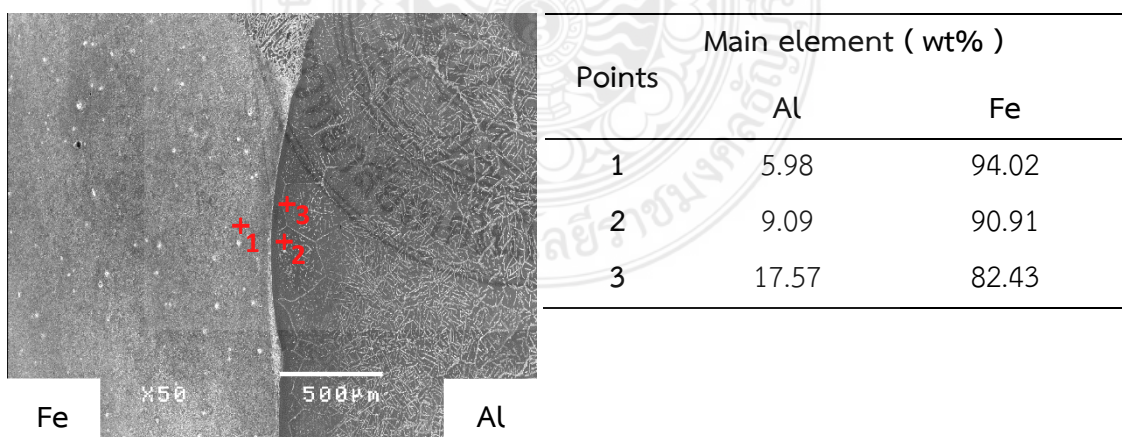 Main element ( wt% )
Points
Al Fe
1 5.98 94.02
2 9.09 90.91
3 17.57 82.43
3
1
2
X50 500µm
Fe Al